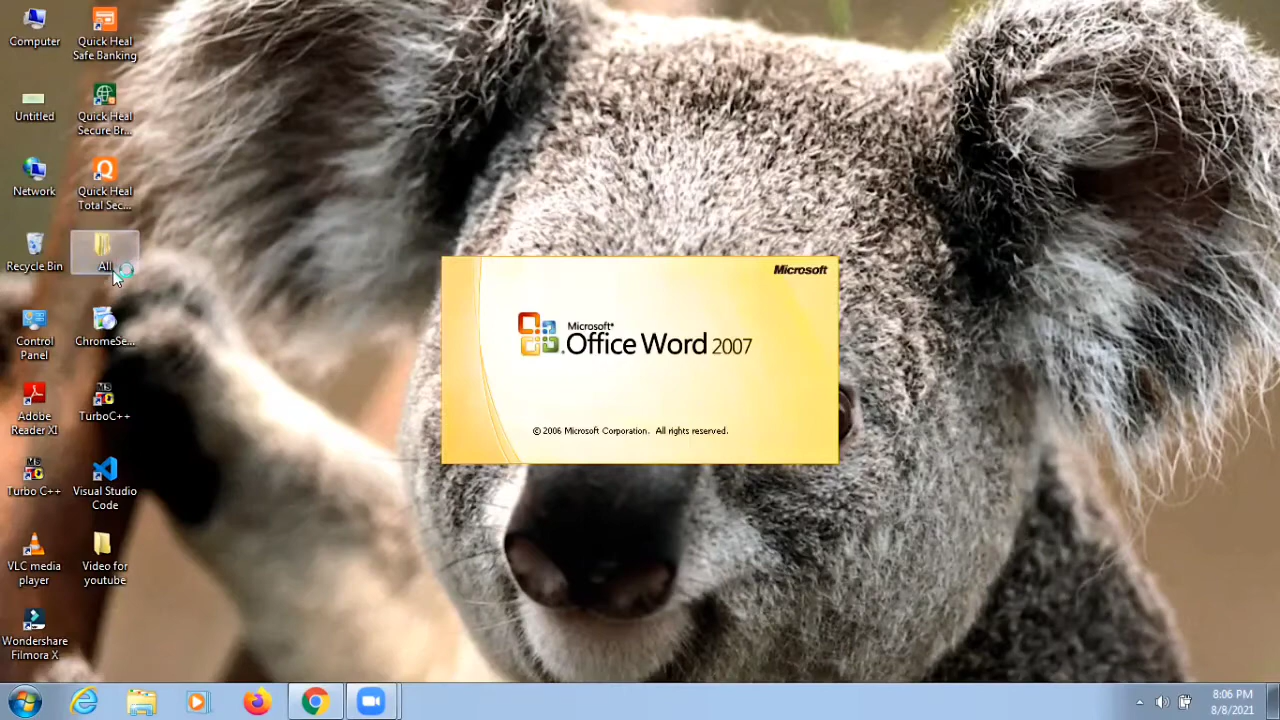 Computer
Quick Heal
Safe Banking
Untitled
Quick Heal
Secure Br...
Network
Quick Heal
Total Sec...
Recycle Bin
All
Control
Panel
ChromeSe...
Adobe
Reader XI
TurboC++
Turbo C++
Visual Studio
Code
VLC media
player
Video for
youtube
Wondershare
Filmora X
Microsoft
Microsoft®
Office Word 2007
© 2006 Microsoft Corporation. All rights reserved.
8:06 PM
8/8/2021